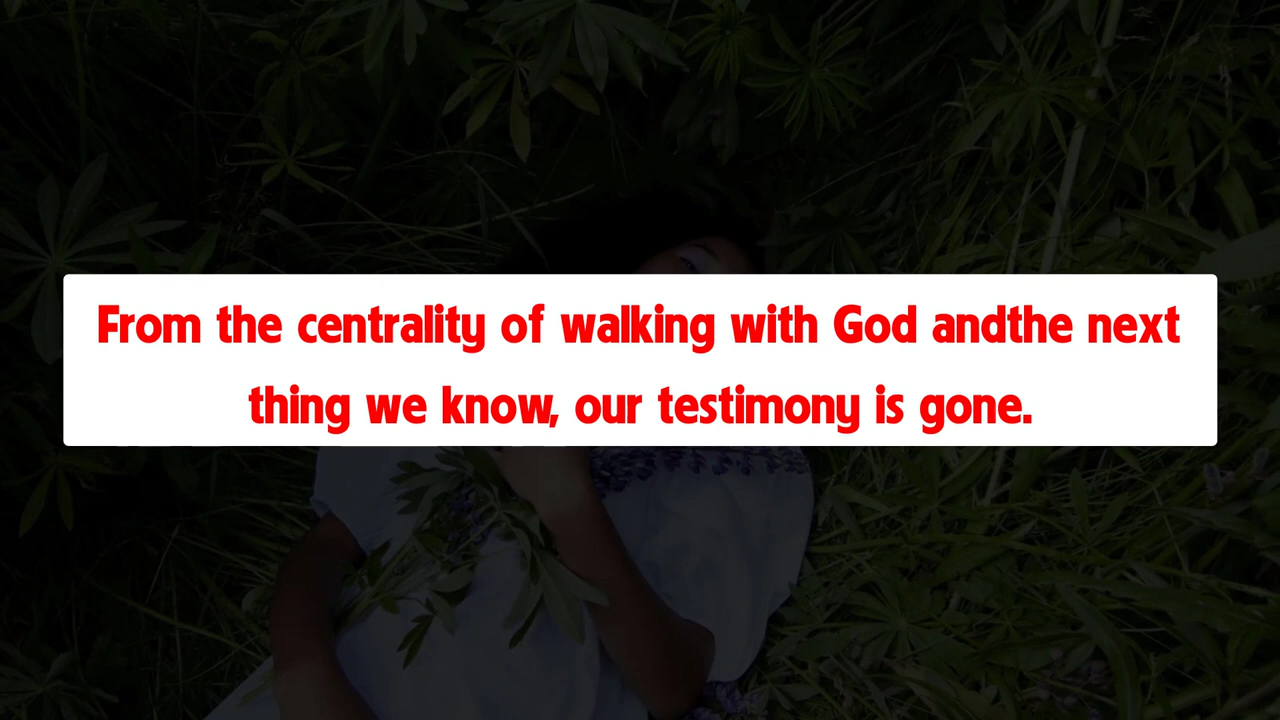 From the centrality of walking with God andthe next
thing we know, our testimony is gone.